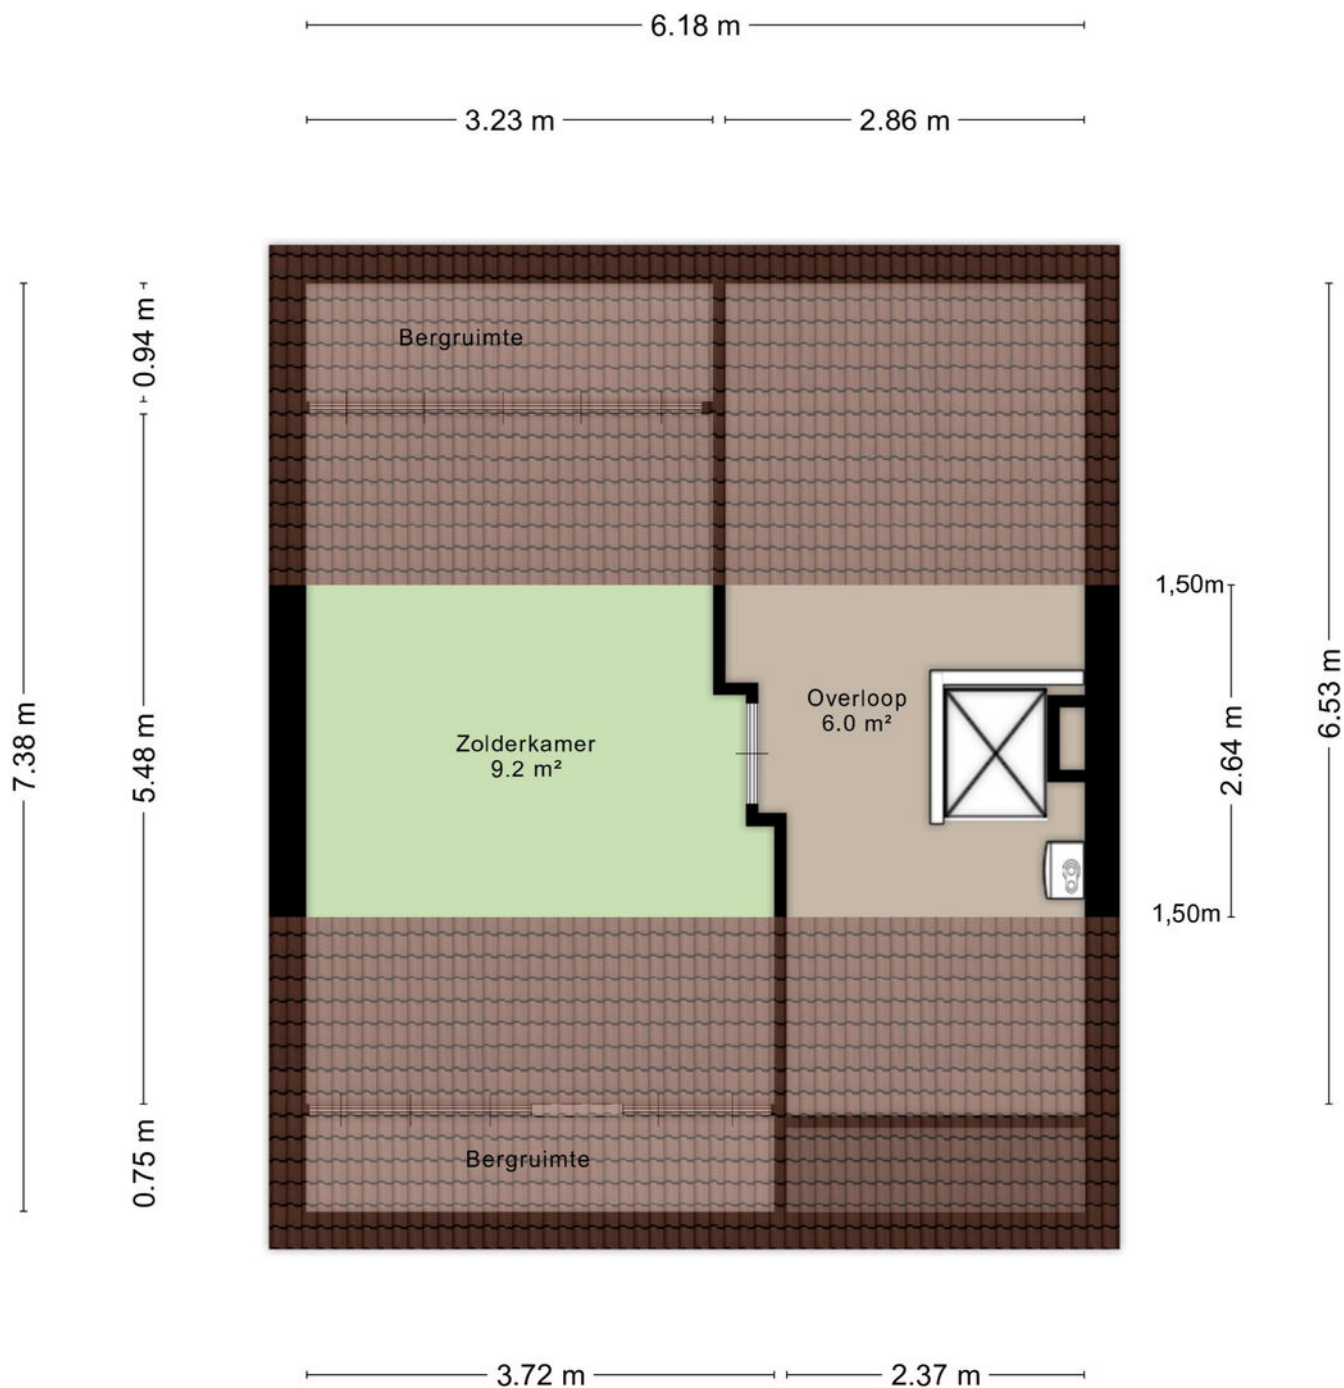 6.18 m
3.23 m
2.86 m
0.94 m
Bergruimte
1,50m
6.53 m
Overloop
6.0 m²
7.38 m
5.48 m
Zolderkamer
9.2 m²
2.64 m
1,50m
0.75 m
Bergruimte
3.72 m
2.37 m